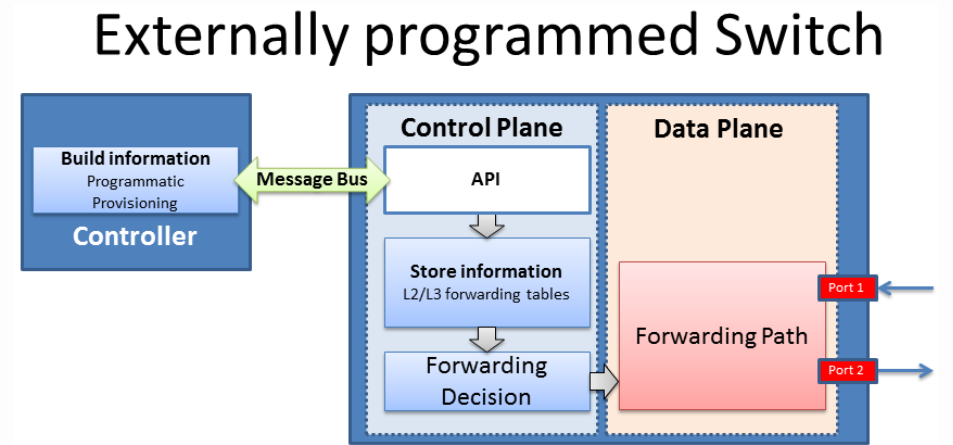 Externally programmed Switch
Build information
Programmatic
Provisioning
Controller
Message Bus
Control Plane
API
Store information
L2/L3 forwarding tables
Forwarding
Decision
Data Plane
Forwarding Path
Port 1
Port 2